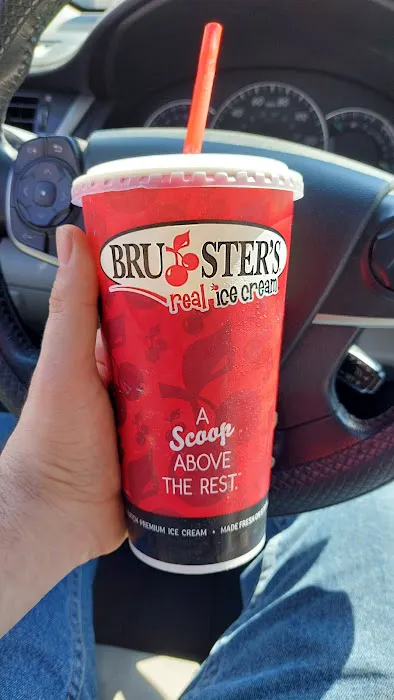 BRUSTER'S
real ice cream
A
Scoop
ABOVE
THE REST.
PREMIUM ICE CREAM • MADE FRESH